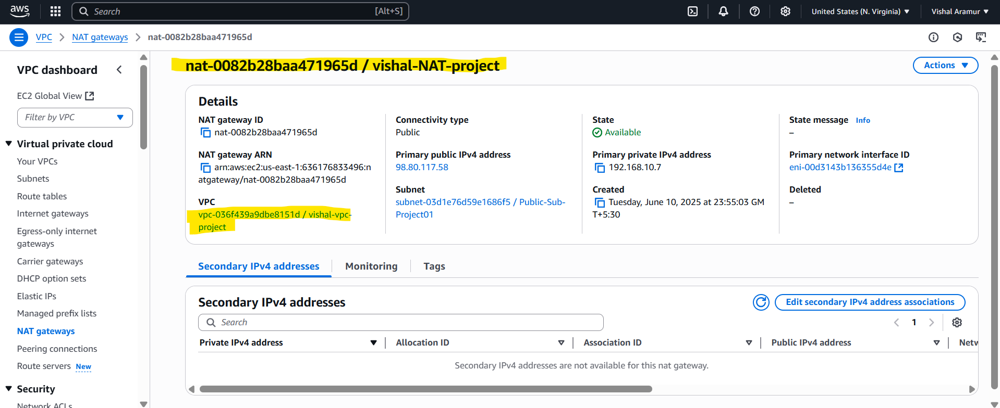 aws
Search [Alt+S]
United States (N. Virginia)
Vishal Aramur
VPC
NAT gateways
nat-0082b28baa471965d
VPC dashboard
EC2 Global View
Filter by VPC
Virtual private cloud
Your VPCs
Subnets
Route tables
Internet gateways
Egress-only internet
gateways
Carrier gateways
DHCP option sets
Elastic IPs
Managed prefix lists
NAT gateways
Peering connections
Route servers New
Security
Network ACLs
nat-0082b28baa471965d / vishal-NAT-project
Actions
Details
NAT gateway ID
nat-0082b28baa471965d
NAT gateway ARN
arn:aws:ec2:us-east-1:636176833496:n
atgateway/nat-0082b28baa471965d
VPC
vpc-036f439a9dbe8151d / vishal-vpc-
project
Connectivity type
Public
Primary public IPv4 address
98.80.117.58
Subnet
subnet-03d1e76d59e1686f5 / Public-Sub-
Project01
State
Available
Primary private IPv4 address
192.168.10.7
Created
Tuesday, June 10, 2025 at 23:55:03 GM
T+5:30
State message Info
–
Primary network interface ID
eni-00d3143b136355d4e
Deleted
–
Secondary IPv4 addresses
Monitoring
Tags
Secondary IPv4 addresses
Edit secondary IPv4 address associations
Search
1
Private IPv4 address
Allocation ID
Association ID
Public IPv4 address
Netw
Secondary IPv4 addresses are not available for this nat gateway.